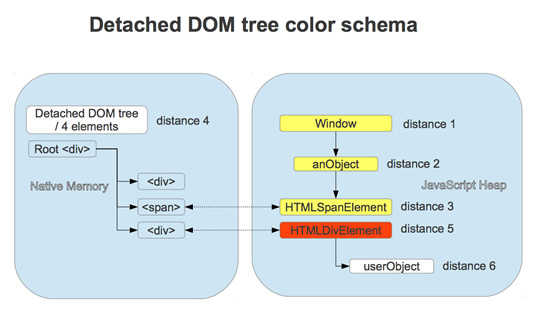 Detached DOM tree color schema
Detached DOM tree
/ 4 elements
distance 4
Root <div>
Native Memory
<div>
<span>
<div>
Window
distance 1
anObject
distance 2
JavaScript Heap
HTMLSpanElement
distance 3
HTMLDivElement
distance 5
userObject
distance 6